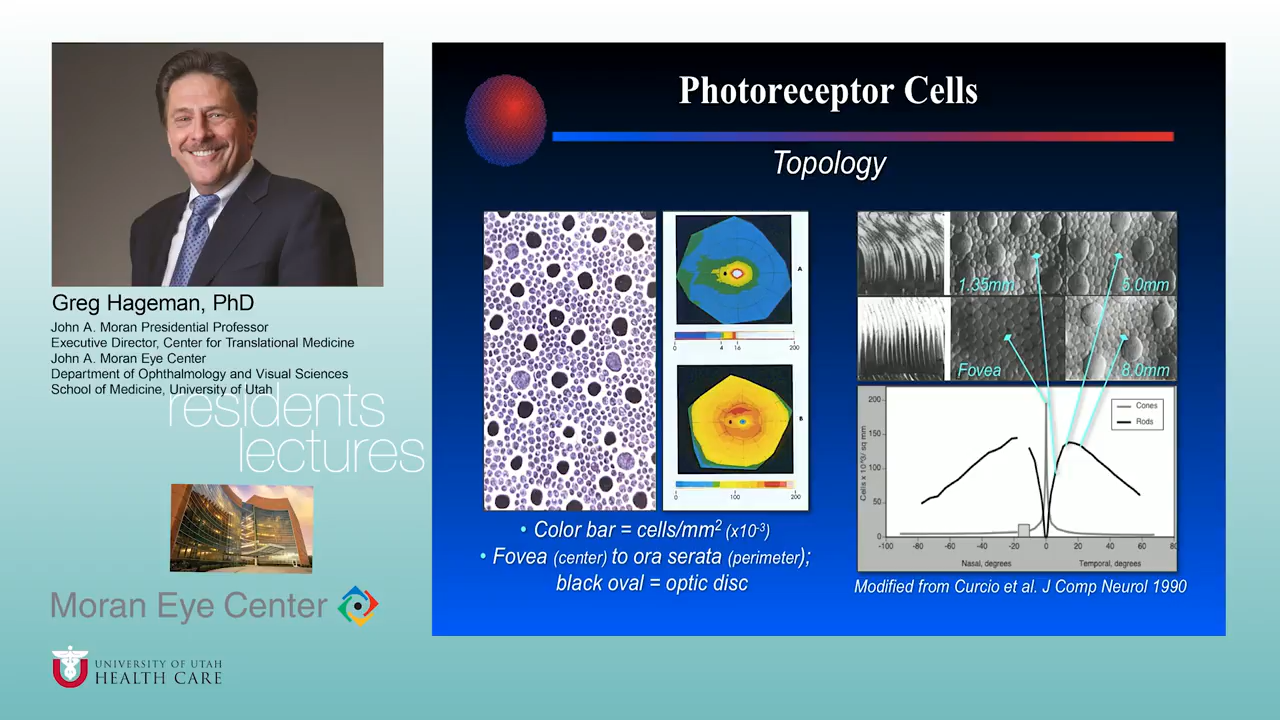 Greg Hageman, PhD
John A. Moran Presidential Professor
Executive Director, Center for Translational Medicine
John A. Moran Eye Center
Department of Ophthalmology and Visual Sciences
School of Medicine, University of Utah
residents
lectures
Moran Eye Center
UNIVERSITY OF UTAH
HEALTH CARE
Photoreceptor Cells
Topology
A
0 4 16 200
B
0 100 200
• Color bar = cells/mm2 (x10-3)
• Fovea (center) to ora serata (perimeter);
black oval = optic disc
1.35mm 5.0mm
Fovea 8.0mm
Cones
Rods
Cells x 10^3/ sq mm
200
150
100
50
0
-100 -80 -60 -40 -20 0 20 40 60 80
Nasal, degrees Temporal, degrees
Modified from Curcio et al. J Comp Neurol 1990